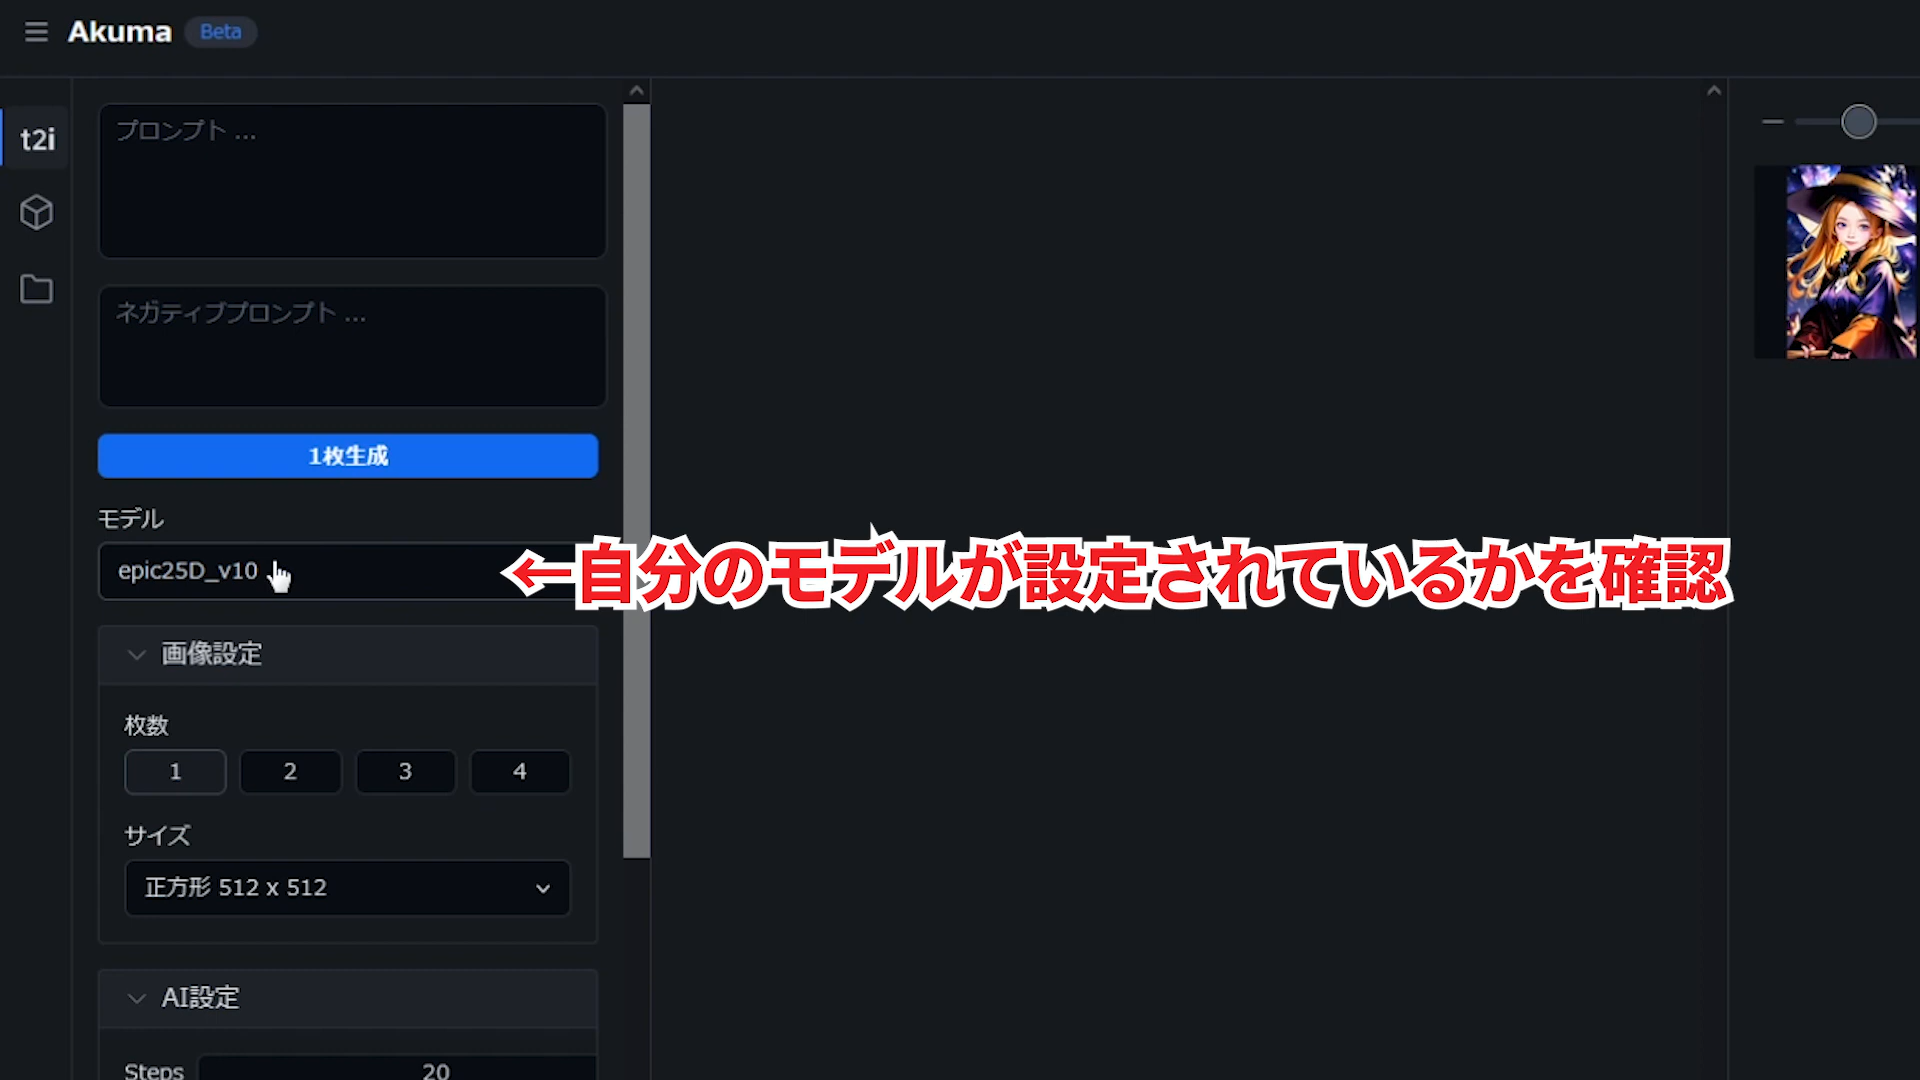 Akuma Beta
t2i
プロンプト ...
ネガティブプロンプト ...
1枚生成
モデル
epic25D_v10
←自分のモデルが設定されているかを確認
画像設定
枚数
1 2 3 4
サイズ
正方形 512 x 512
AI設定
Steps 20